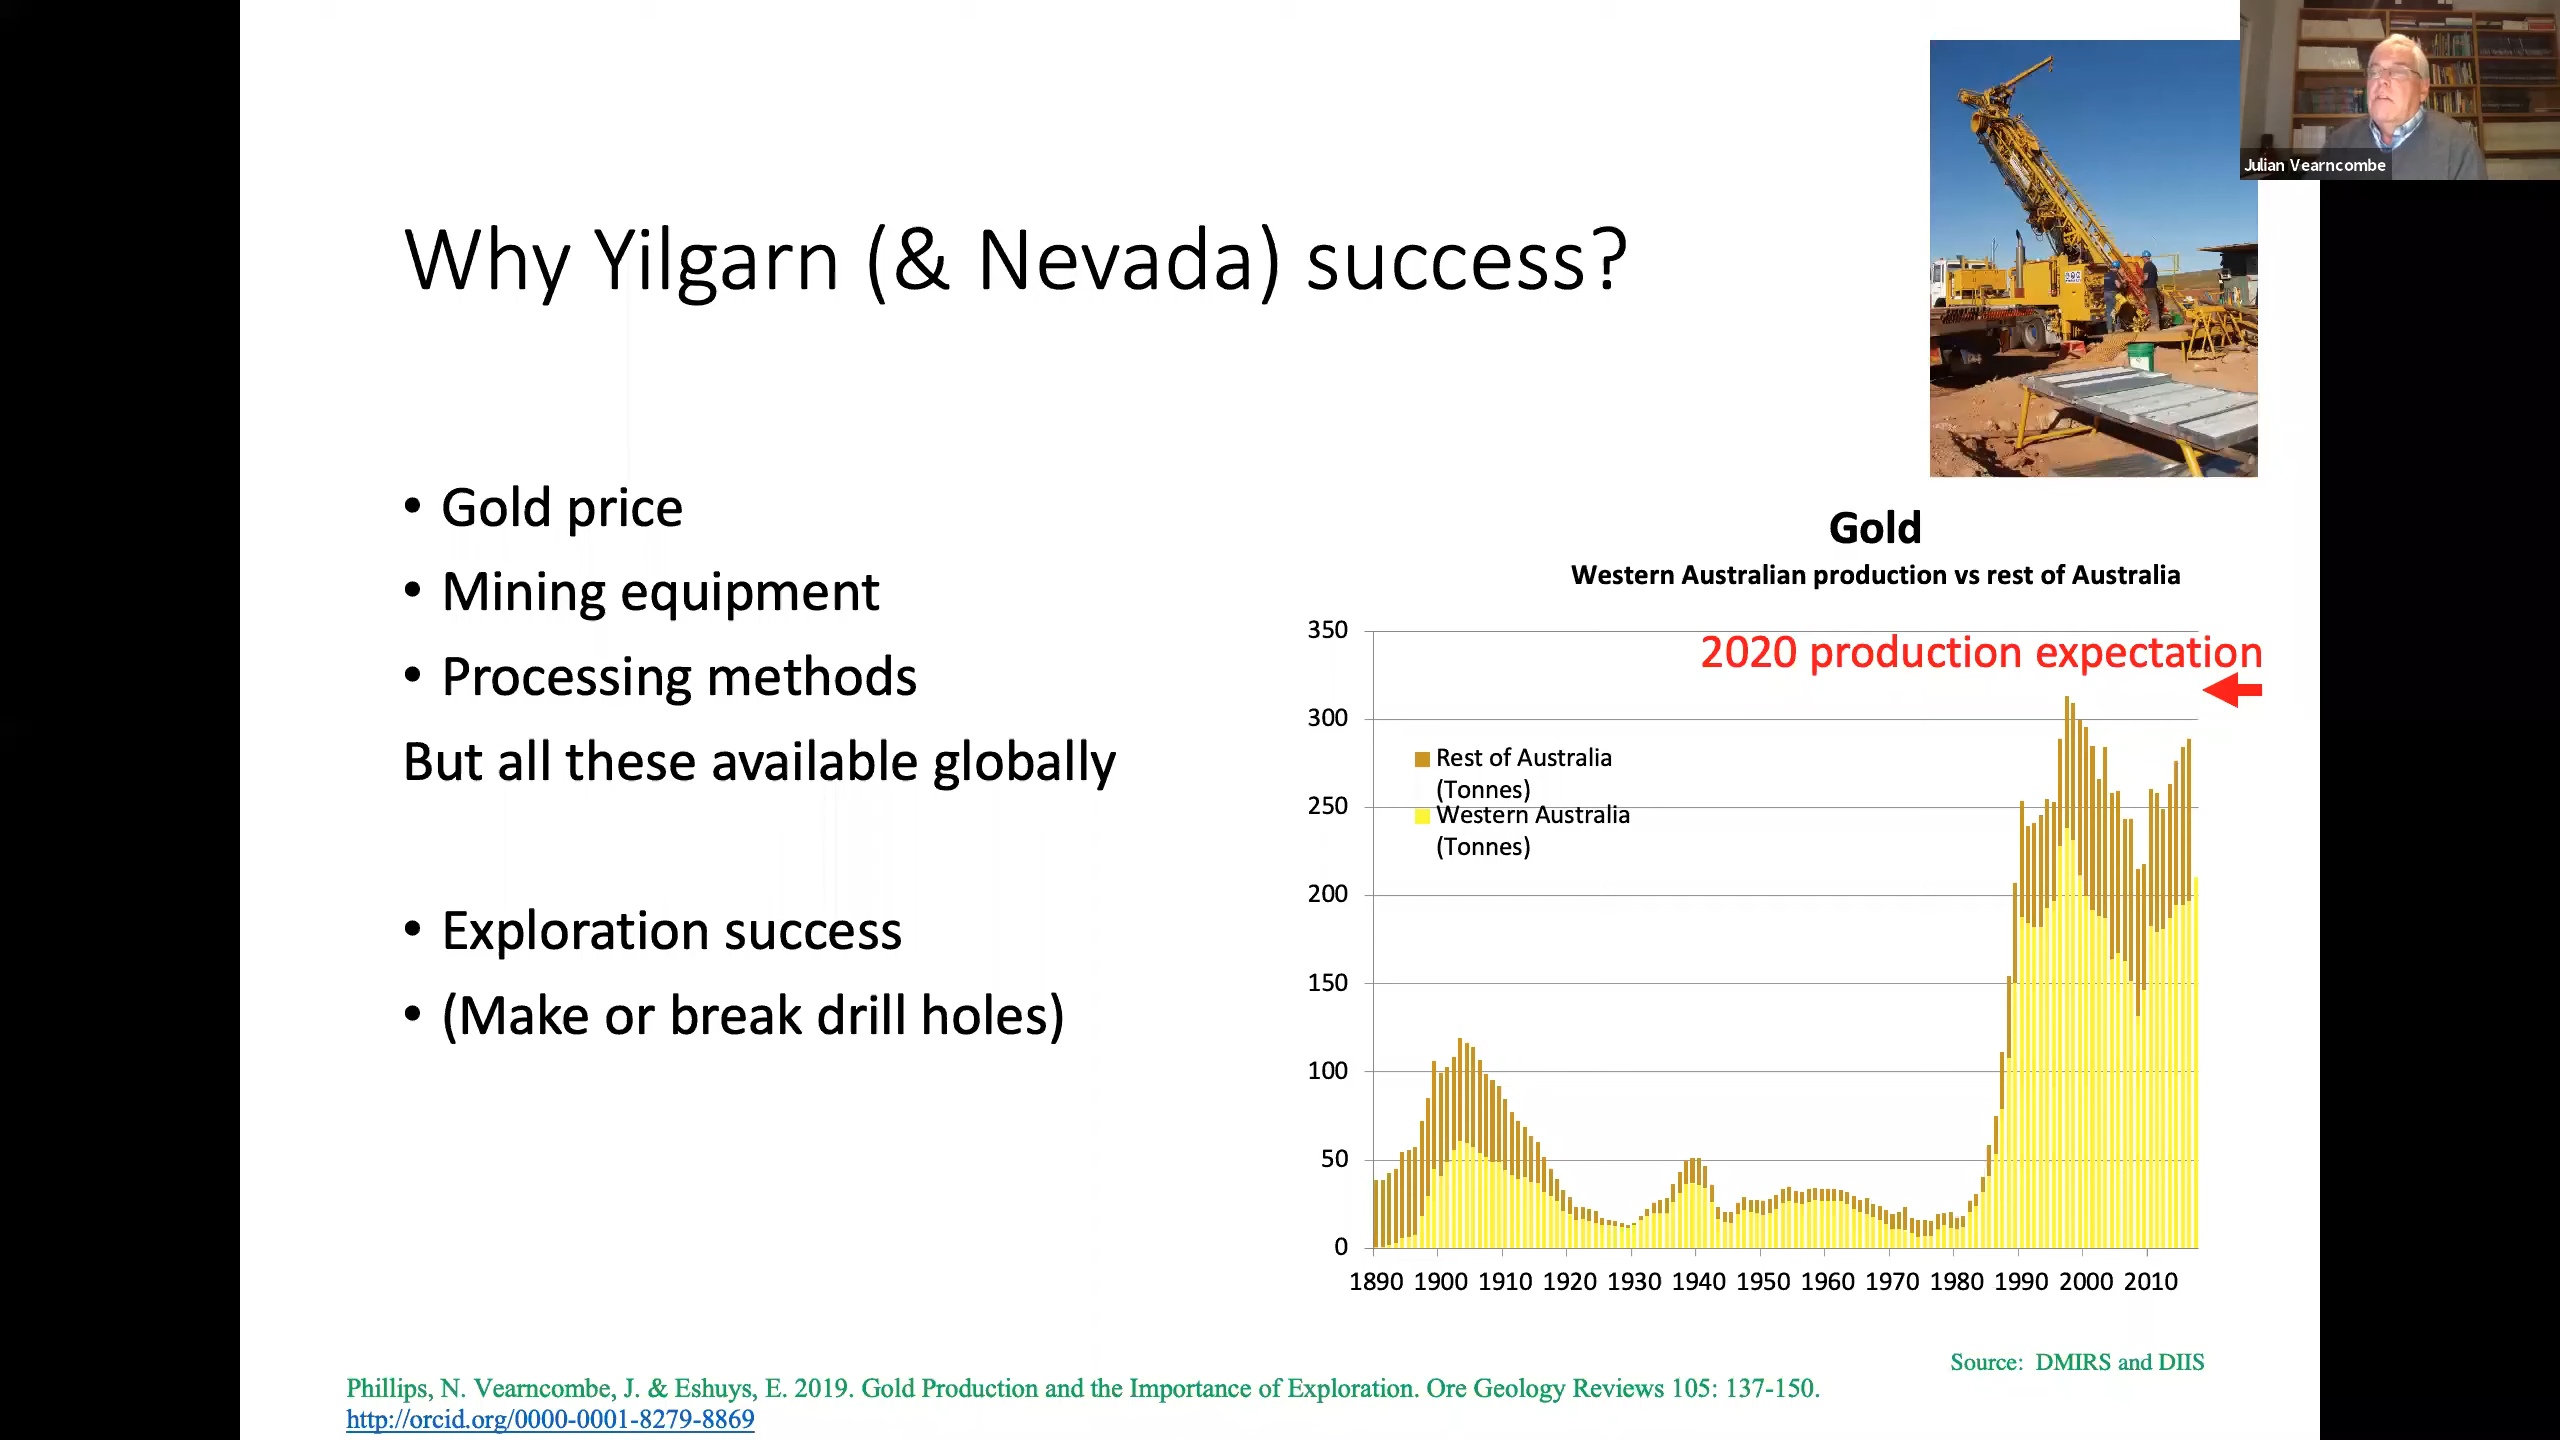 Julian Vearncombe
Why Yilgarn (& Nevada) success?
• Gold price
• Mining equipment
• Processing methods
But all these available globally
• Exploration success
• (Make or break drill holes)
Gold
Western Australian production vs rest of Australia
2020 production expectation
350
300
250
200
150
100
50
0
Rest of Australia
(Tonnes)
Western Australia
(Tonnes)
1890 1900 1910 1920 1930 1940 1950 1960 1970 1980 1990 2000 2010
Source: DMIRS and DIIS
Phillips, N. Vearncombe, J. & Eshuys, E. 2019. Gold Production and the Importance of Exploration. Ore Geology Reviews 105: 137-150.
http://orcid.org/0000-0001-8279-8869